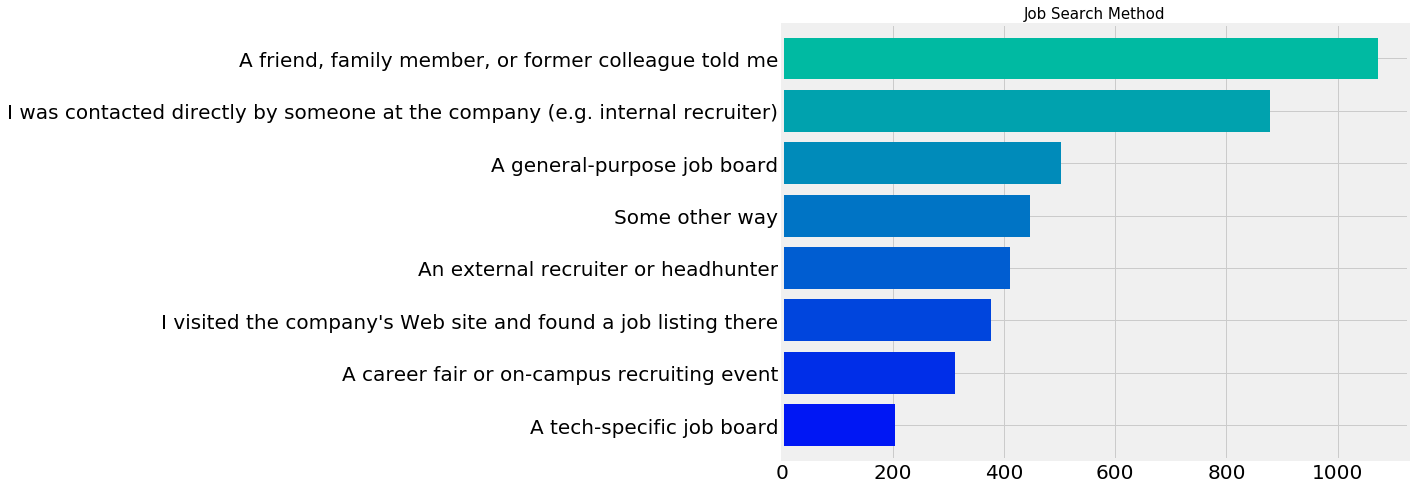 Job Search Method
A friend, family member, or former colleague told me
I was contacted directly by someone at the company (e.g. internal recruiter)
A general-purpose job board
Some other way
An external recruiter or headhunter
I visited the company's Web site and found a job listing there
A career fair or on-campus recruiting event
A tech-specific job board
0 200 400 600 800 1000